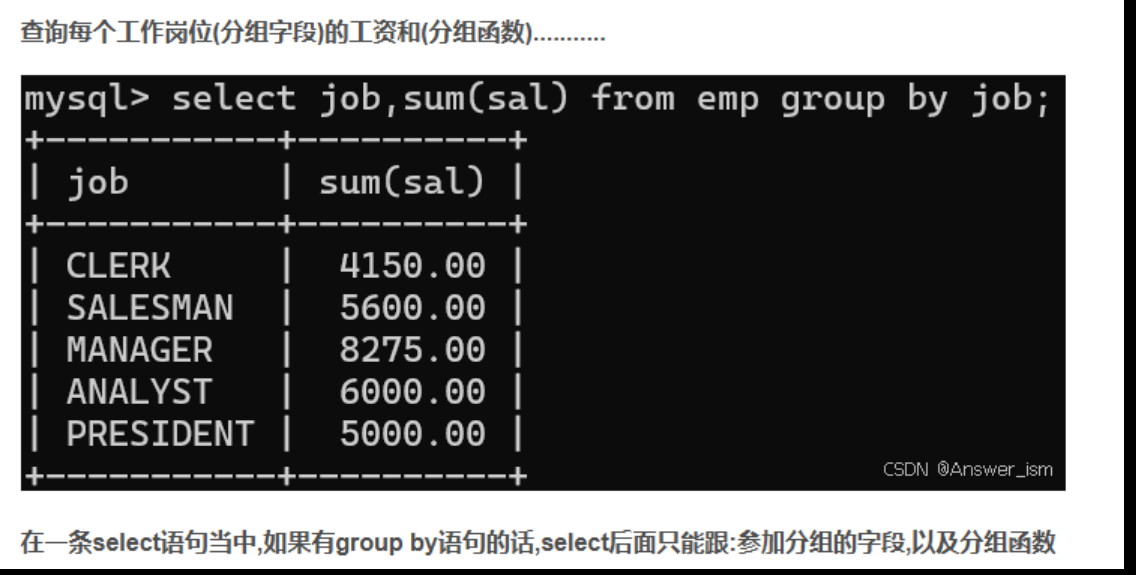 查询每个工作岗位(分组字段)的工资和(分组函数)...........
mysql> select job,sum(sal) from emp group by job;
+-----------+----------+
| job       | sum(sal) |
+-----------+----------+
| CLERK     |  4150.00 |
| SALESMAN  |  5600.00 |
| MANAGER   |  8275.00 |
| ANALYST   |  6000.00 |
| PRESIDENT |  5000.00 |
+-----------+----------+
CSDN @Answer_ism
在一条select语句当中,如果有group by语句的话,select后面只能跟:参加分组的字段,以及分组函数